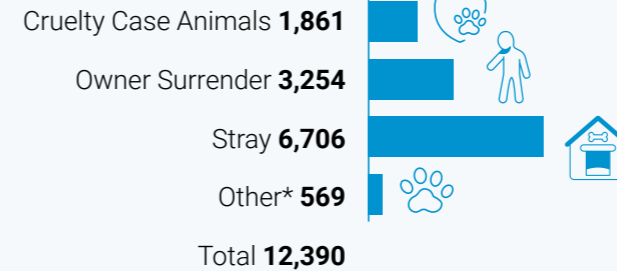 Cruelty Case Animals 1,861
Owner Surrender 3,254
Stray 6,706
Other* 569
Total 12,390